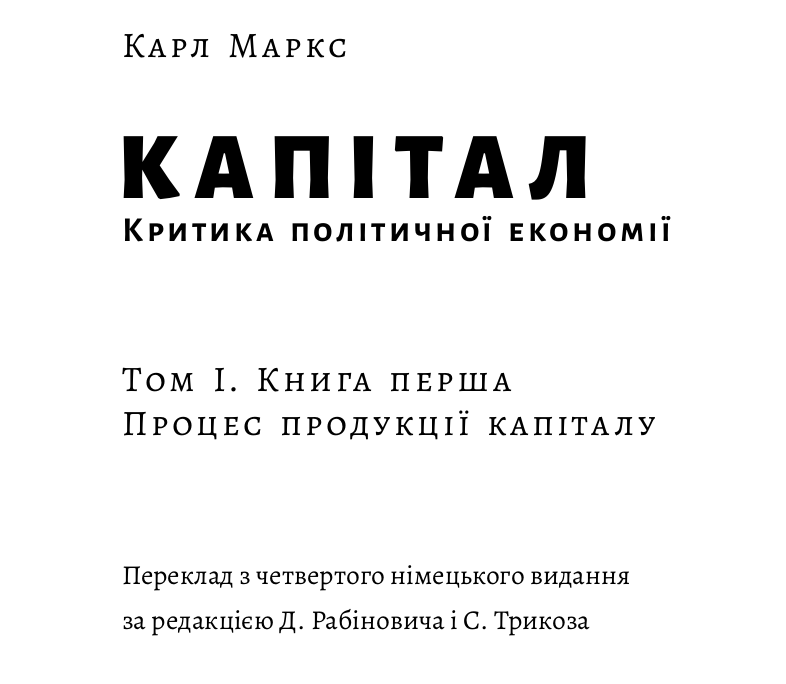 Карл Маркс
КАПІТАЛ
Критика політичної економії
Том I. Книга перша
Процес продукції капіталу
Переклад з четвертого німецького видання
за редакцією Д. Рабіновича і С. Трикоза